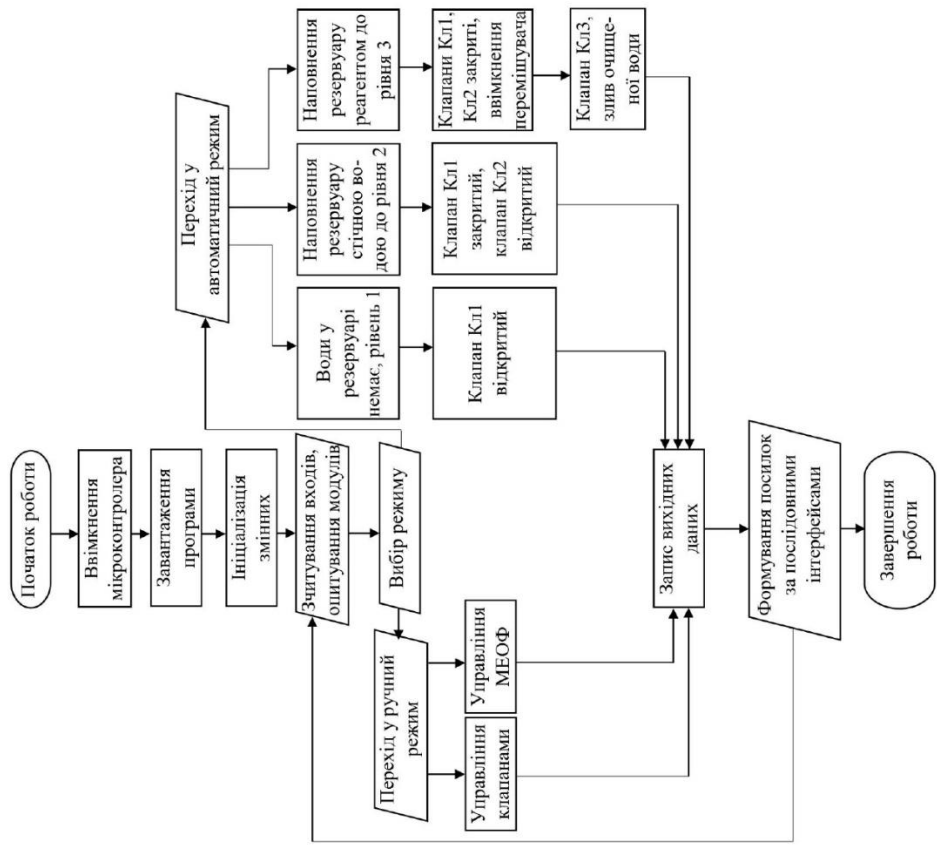 Початок роботи
Ввімкнення
мікроконтролера
Завантаження
програми
Ініціалізація
змінних
Зчитування входів,
опитування модулів
Вибір режиму
Перехід у ручний
режим
Управління
клапанами
Управління
МЕОФ
Перехід у
автоматичний режим
Води у
резервуарі
немає, рівень 1
Клапан Кл1
відкритий
Наповнення
резервуару
стічною во-
дою до рівня 2
Клапан Кл1
закритий,
клапан Кл2
відкритий
Наповнення
резервуару
реагентом до
рівня 3
Клапани Кл1,
Кл2 закриті,
ввімкнення
перемішувача
Клапан Кл3,
злив очище-
ної води
Запис вихідних
даних
Формування посилок
за послідовними
інтерфейсами
Завершення
роботи